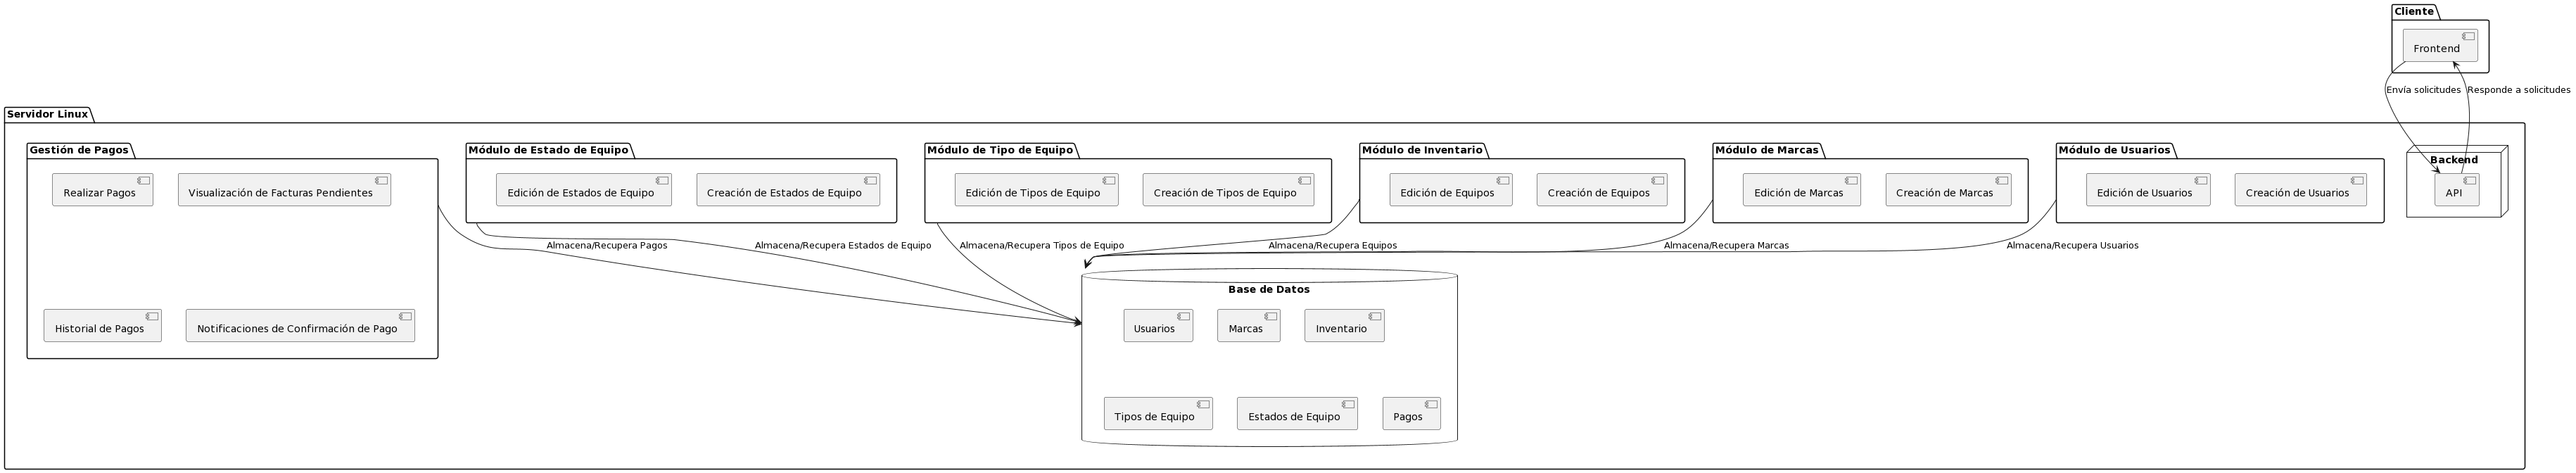 Cliente
Frontend
Envía solicitudes
Responde a solicitudes
Servidor Linux
Gestión de Pagos
Realizar Pagos
Visualización de Facturas Pendientes
Historial de Pagos
Notificaciones de Confirmación de Pago
Módulo de Estado de Equipo
Edición de Estados de Equipo
Creación de Estados de Equipo
Módulo de Tipo de Equipo
Edición de Tipos de Equipo
Creación de Tipos de Equipo
Módulo de Inventario
Edición de Equipos
Creación de Equipos
Módulo de Marcas
Edición de Marcas
Creación de Marcas
Módulo de Usuarios
Edición de Usuarios
Creación de Usuarios
Backend
API
Almacena/Recupera Pagos
Almacena/Recupera Estados de Equipo
Almacena/Recupera Tipos de Equipo
Almacena/Recupera Equipos
Almacena/Recupera Marcas
Almacena/Recupera Usuarios
Base de Datos
Usuarios
Marcas
Inventario
Tipos de Equipo
Estados de Equipo
Pagos